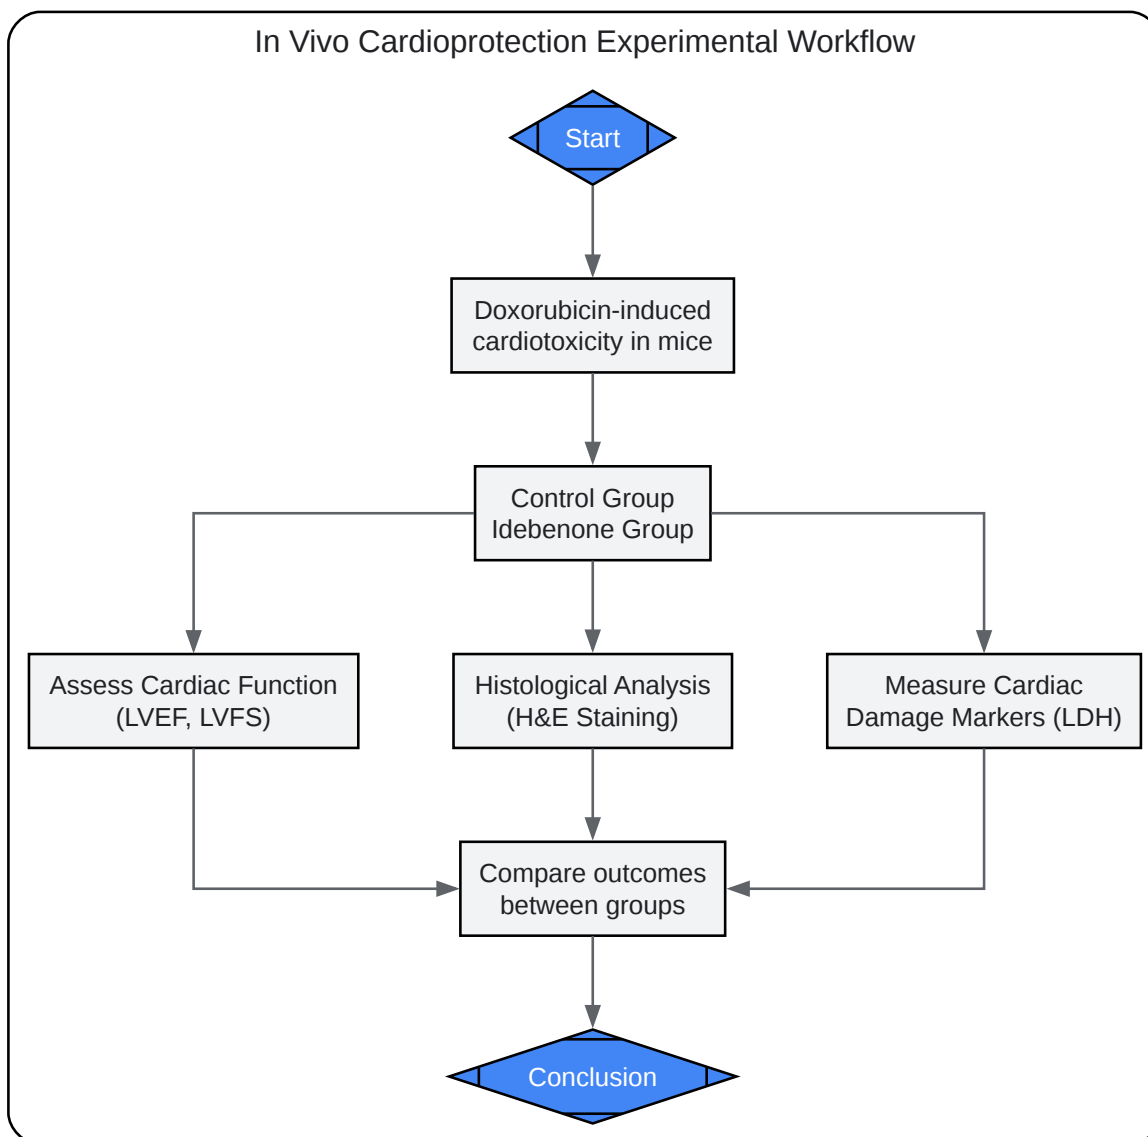 In Vivo Cardioprotection Experimental Workflow
Start
Doxorubicin-induced
cardiotoxicity in mice
Control Group
Idebenone Group
Assess Cardiac Function
(LVEF, LVFS)
Histological Analysis
(H&E Staining)
Measure Cardiac
Damage Markers (LDH)
Compare outcomes
between groups
Conclusion